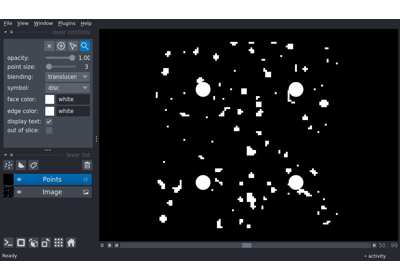 File View Window Plugins Help
layer controls
opacity: 1.00
point size: 3
blending: translucen
symbol: disc
face color: white
edge color: white
display text:
out of slice:
layer list
Points
Image
0 50 99
Ready activity